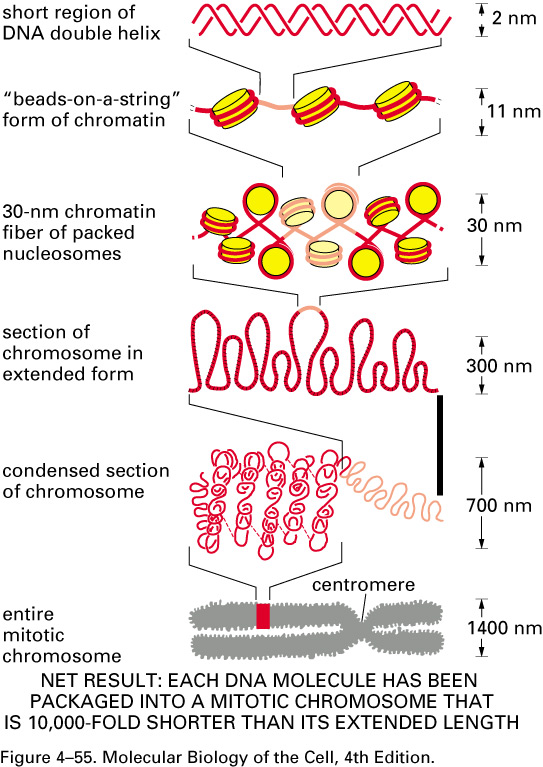 short region of
DNA double helix
2 nm
“beads-on-a-string”
form of chromatin
11 nm
30-nm chromatin
fiber of packed
nucleosomes
30 nm
section of
chromosome in
extended form
300 nm
condensed section
of chromosome
700 nm
centromere
entire
mitotic
chromosome
1400 nm
NET RESULT: EACH DNA MOLECULE HAS BEEN
PACKAGED INTO A MITOTIC CHROMOSOME THAT
IS 10,000-FOLD SHORTER THAN ITS EXTENDED LENGTH
Figure 4–55. Molecular Biology of the Cell, 4th Edition.